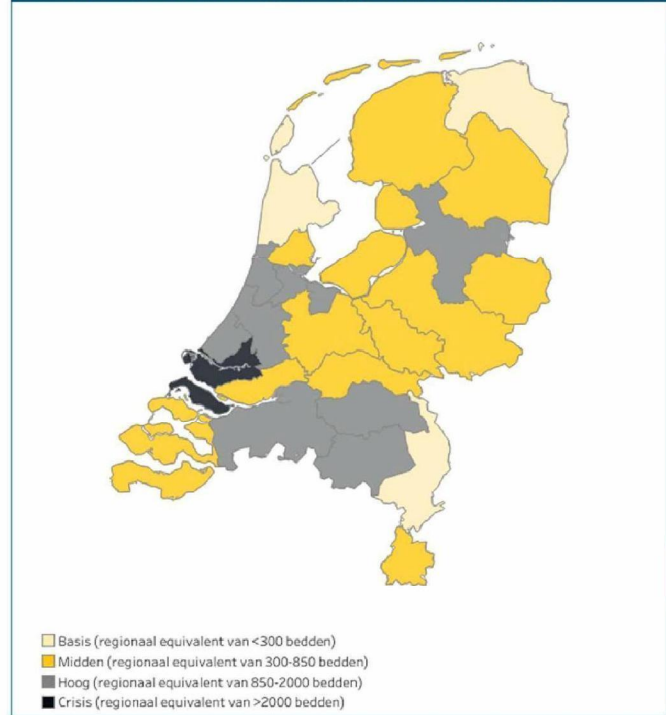 Basis (regionaal equivalent van <300 bedden)
Midden (regionaal equivalent van 300-850 bedden)
Hoog (regionaal equivalent van 850-2000 bedden)
Crisis (regionaal equivalent van >2000 bedden)